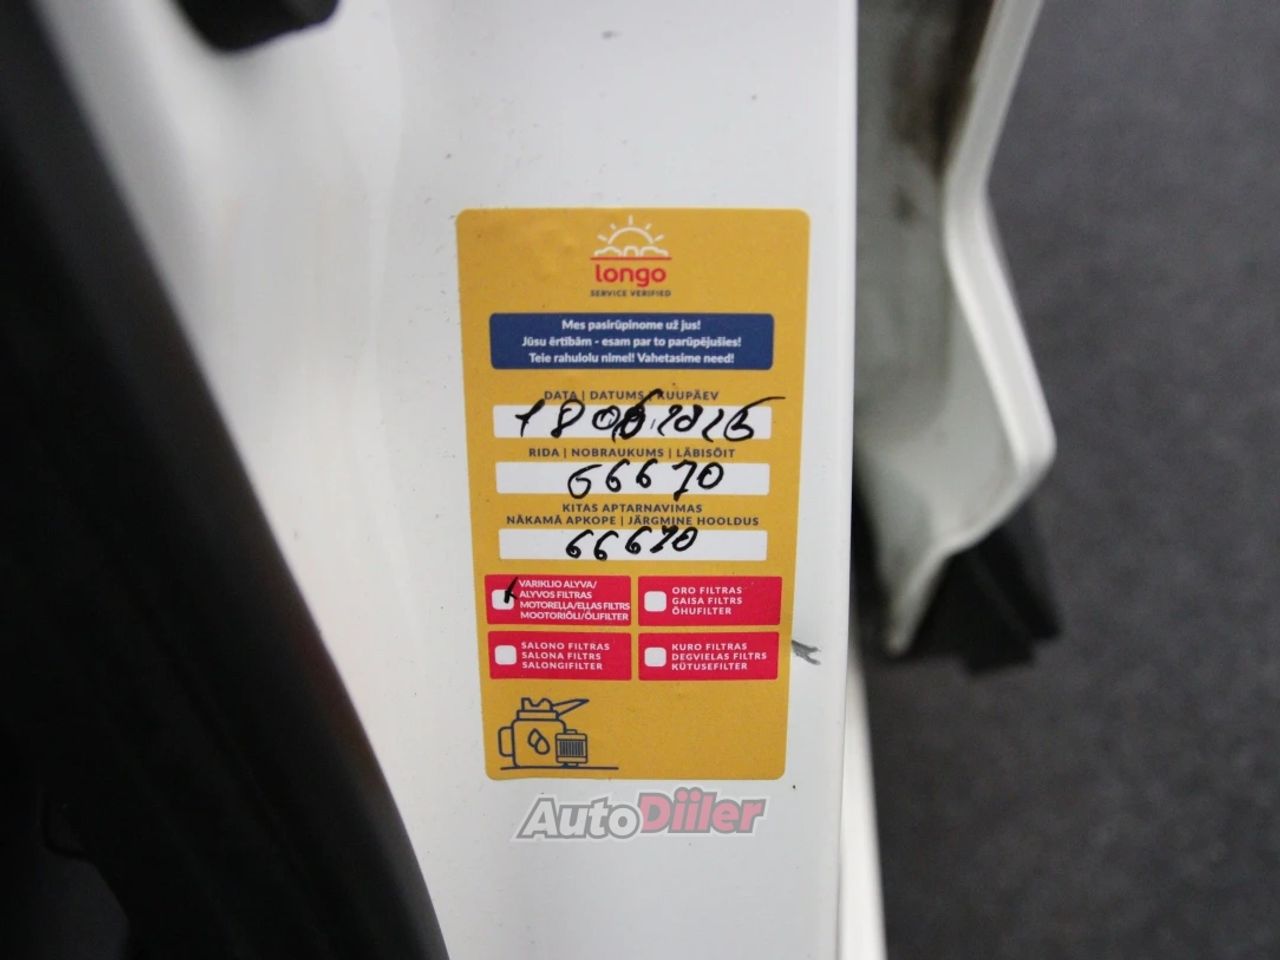 longo
SERVICE VERIFIED
Mes pasirūpinome už jus!
Jūsu ērtībām - esam par to parūpējušies!
Teie rahulolu nimel! Vahetasime need!
DATA | DATUMS | KUUPÄEV
RIDA | NOBRAUKUMS | LÄBISÕIT
66670
KITAS APTARNAVIMAS
NĀKAMĀ APKOPE | JÄRGMINE HOOLDUS
66670
VARIKLIO ALYVA/
ALYVOS FILTRAS
MOTORELLA/EĻĻAS FILTRS
MOOTORIÕLI/ÕLIFILTER
ORO FILTRAS
GAISA FILTRS
ÕHUFILTER
SALONO FILTRAS
SALONA FILTRS
SALONGIFILTER
KURO FILTRAS
DEGVIELAS FILTRS
KÜTUSEFILTER
AutoDiiler